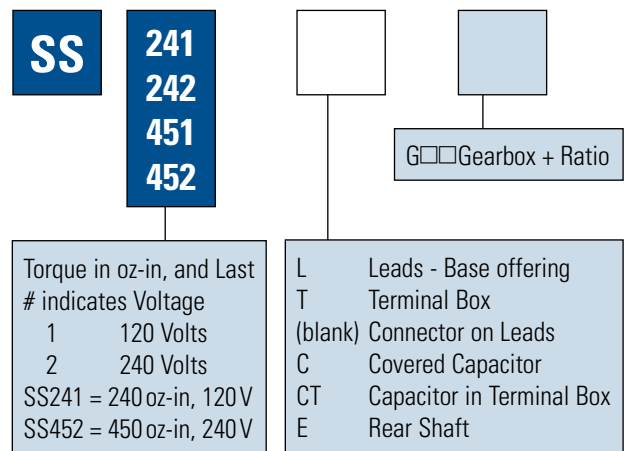 SS
241
242
451
452
G□□Gearbox + Ratio
Torque in oz-in, and Last
# indicates Voltage
1 120 Volts
2 240 Volts
SS241 = 240 oz-in, 120 V
SS452 = 450 oz-in, 240 V
L Leads - Base offering
T Terminal Box
(blank) Connector on Leads
C Covered Capacitor
CT Capacitor in Terminal Box
E Rear Shaft